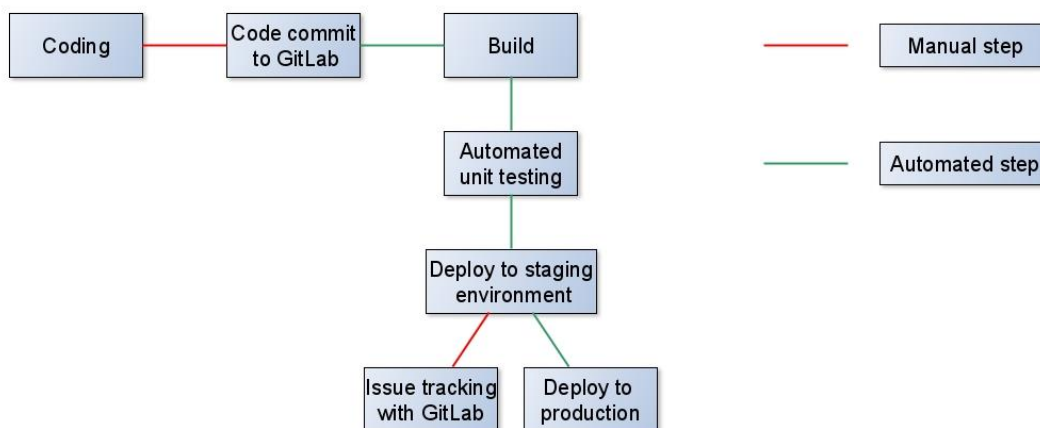 Coding
Code commit
to GitLab
Build
Manual step
Automated
unit testing
Automated step
Deploy to staging
environment
Issue tracking
with GitLab
Deploy to
production